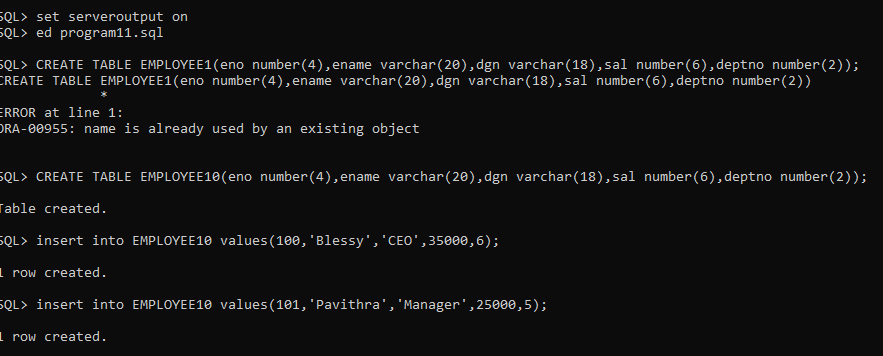 SQL> set serveroutput on
SQL> ed program11.sql
SQL> CREATE TABLE EMPLOYEE1(eno number(4),ename varchar(20),dgn varchar(18),sal number(6),deptno number(2));
CREATE TABLE EMPLOYEE1(eno number(4),ename varchar(20),dgn varchar(18),sal number(6),deptno number(2))
*
ERROR at line 1:
ORA-00955: name is already used by an existing object
SQL> CREATE TABLE EMPLOYEE10(eno number(4),ename varchar(20),dgn varchar(18),sal number(6),deptno number(2));
Table created.
SQL> insert into EMPLOYEE10 values(100,'Blessy','CEO',35000,6);
1 row created.
SQL> insert into EMPLOYEE10 values(101,'Pavithra','Manager',25000,5);
1 row created.